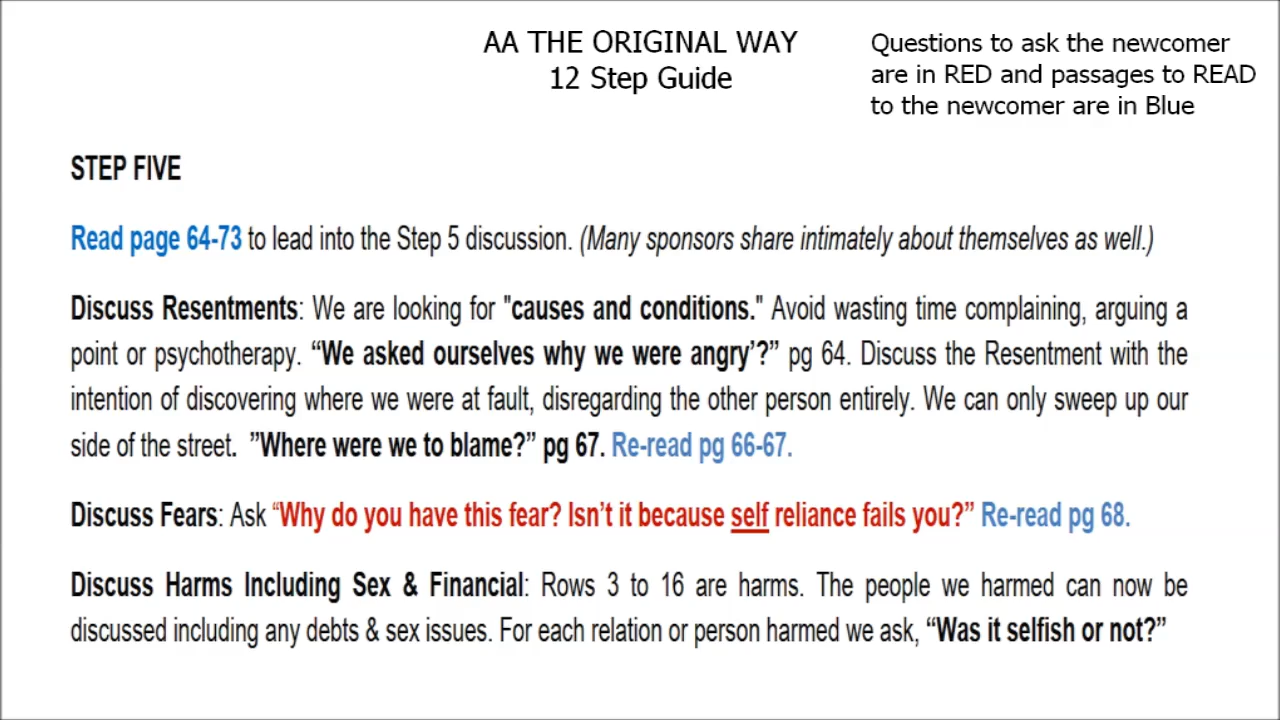 AA THE ORIGINAL WAY
12 Step Guide
Questions to ask the newcomer
are in RED and passages to READ
to the newcomer are in Blue
STEP FIVE
Read page 64-73 to lead into the Step 5 discussion. (Many sponsors share intimately about themselves as well.)
Discuss Resentments: We are looking for "causes and conditions." Avoid wasting time complaining, arguing a
point or psychotherapy. “We asked ourselves why we were angry’?” pg 64. Discuss the Resentment with the
intention of discovering where we were at fault, disregarding the other person entirely. We can only sweep up our
side of the street. ”Where were we to blame?” pg 67. Re-read pg 66-67.
Discuss Fears: Ask “Why do you have this fear? Isn’t it because self reliance fails you?” Re-read pg 68.
Discuss Harms Including Sex & Financial: Rows 3 to 16 are harms. The people we harmed can now be
discussed including any debts & sex issues. For each relation or person harmed we ask, “Was it selfish or not?”